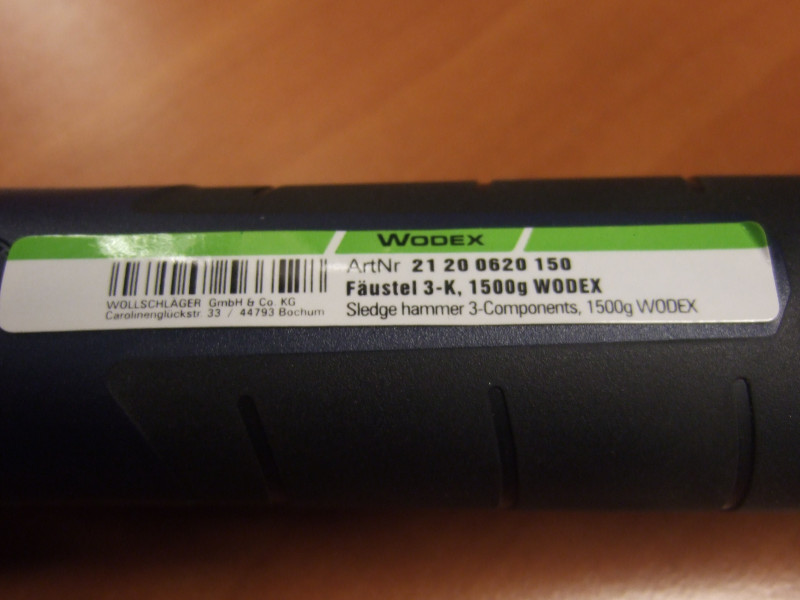 WODEX
ArtNr 21 20 0620 150
Fäustel 3-K, 1500g WODEX
Sledge hammer 3-Components, 1500g WODEX
WOLLSCHLÄGER GmbH & Co. KG
Carolinenglückstr. 33 / 44793 Bochum